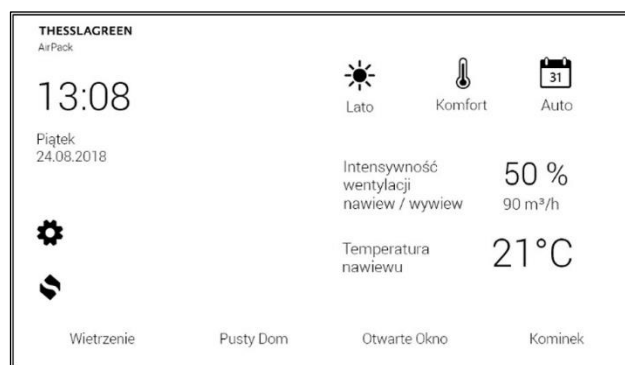 THESSLAGREEN
AirPack
13:08
Piątek
24.08.2018
31
Lato
Komfort
Auto
Intensywność
wentylacji
nawiew / wywiew
50 %
90 m³/h
Temperatura
nawiewu
21°C
Wietrzenie
Pusty Dom
Otwarte Okno
Kominek